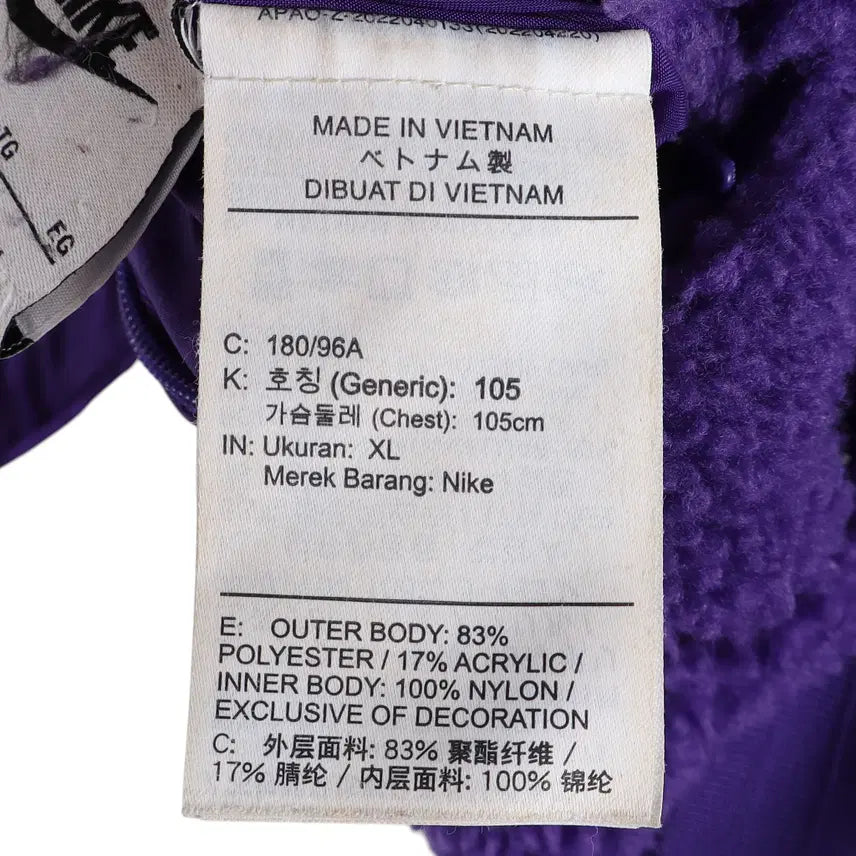 NIKE
TG
EG
MADE IN VIETNAM
ベトナム製
DIBUAT DI VIETNAM
C: 180/96A
K: 호칭 (Generic): 105
가슴둘레 (Chest): 105cm
IN: Ukuran: XL
Merek Barang: Nike
E: OUTER BODY: 83%
POLYESTER / 17% ACRYLIC /
INNER BODY: 100% NYLON /
EXCLUSIVE OF DECORATION
C: 外层面料: 83% 聚酯纤维 /
17% 腈纶 / 内层面料: 100% 锦纶